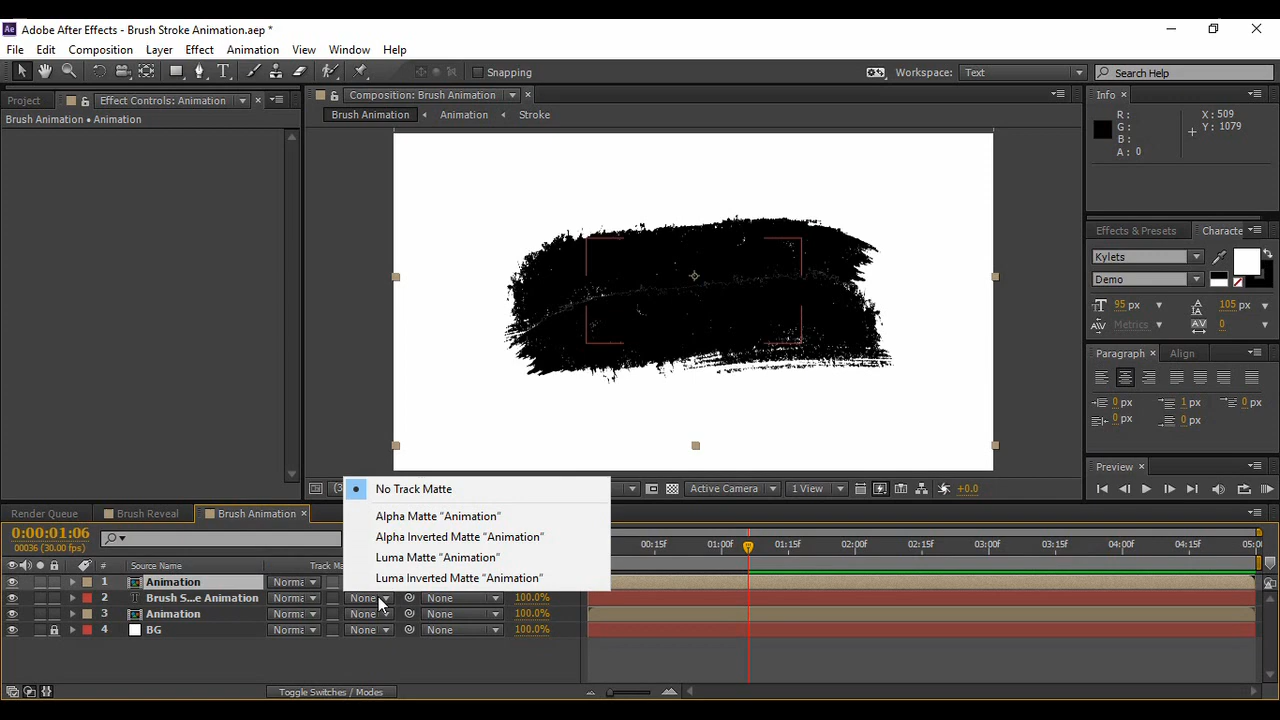 Adobe After Effects - Brush Stroke Animation.aep *
File Edit Composition Layer Effect Animation View Window Help
Snapping Workspace: Text Search Help
Project Effect Controls: Animation Composition: Brush Animation Info
Brush Animation • Animation Brush Animation Animation Stroke
R: X: 509
G: Y: 1079
B:
A: 0
Effects & Presets Characte
Kylets
Demo
95 px 105 px
Metrics 0
Paragraph Align
0 px 1 px 0 px
0 px 0 px
Active Camera 1 View +0.0 Preview
No Track Matte
Alpha Matte “Animation”
Alpha Inverted Matte “Animation”
Luma Matte “Animation”
Luma Inverted Matte “Animation”
Render Queue Brush Reveal Brush Animation
0:00:01:06
00036 (30.00 fps)
00:15f 01:00f 01:15f 02:00f 02:15f 03:00f 03:15f 04:00f 04:15f 05:0
# Source Name Track M
1 Animation Norma
2 Brush S...e Animation Norma None None 100.0%
3 Animation Norma None None 100.0%
4 BG Norma None None 100.0%
Toggle Switches / Modes